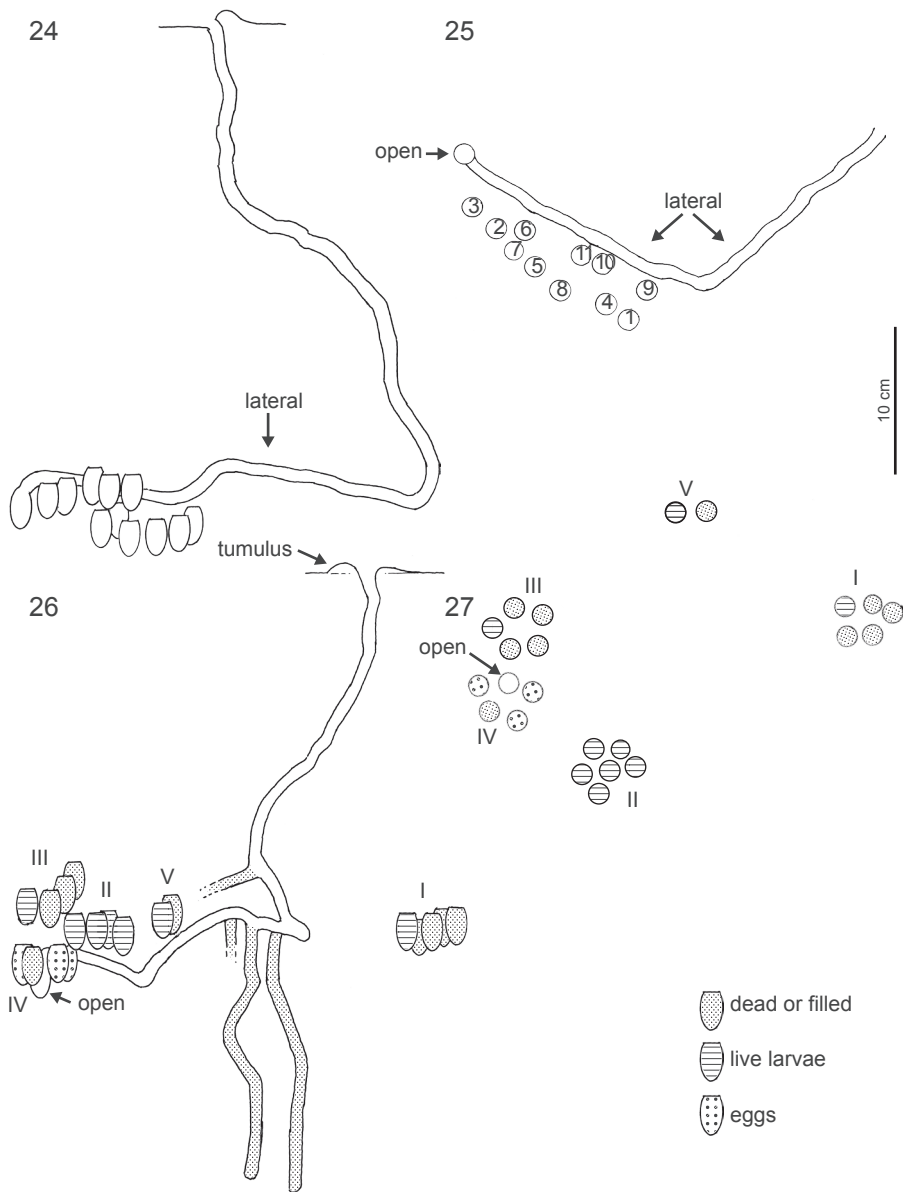 24
25
open
lateral
3
2
6
7
5
11
10
8
9
4
1
10 cm
lateral
V
tumulus
26
27
III
I
open
IV
II
III
II
V
I
IV
open
dead or filled
live larvae
eggs